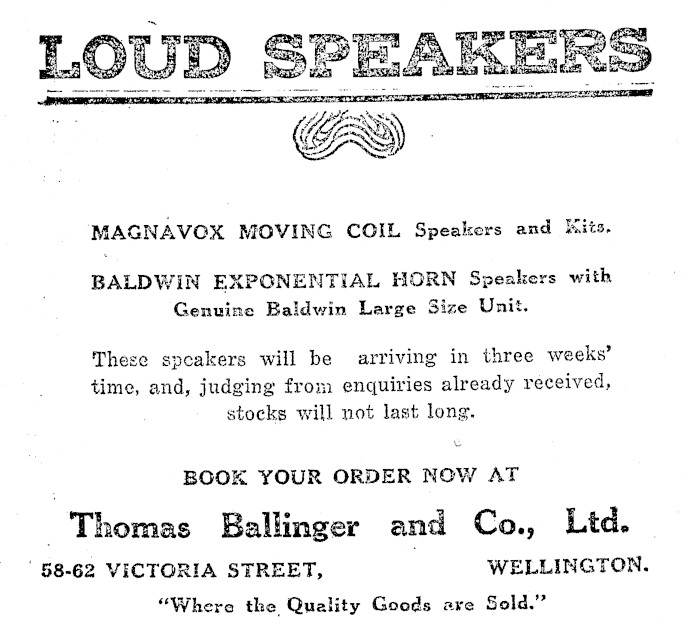 LOUD SPEAKERS
MAGNAVOX MOVING COIL Speakers and Kits.
BALDWIN EXPONENTIAL HORN Speakers with
Genuine Baldwin Large Size Unit.
These speakers will be arriving in three weeks'
time, and, judging from enquiries already received,
stocks will not last long.
BOOK YOUR ORDER NOW AT
Thomas Ballinger and Co., Ltd.
58-62 VICTORIA STREET, WELLINGTON.
"Where the Quality Goods are Sold."